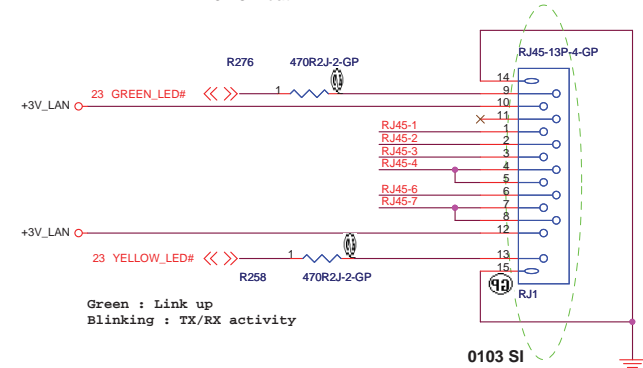 RJ45-13P-4-GP
R276 470R2J-2-GP
14
23 GREEN_LED# 1 9
+3V_LAN 10
11
RJ45-1 1
RJ45-2 2
RJ45-3 3
RJ45-4 4
5
RJ45-6 6
RJ45-7 7
8
+3V_LAN 12
23 YELLOW_LED# 1 13
15
R258 470R2J-2-GP
RJ1
Green : Link up
Blinking : TX/RX activity
0103 SI